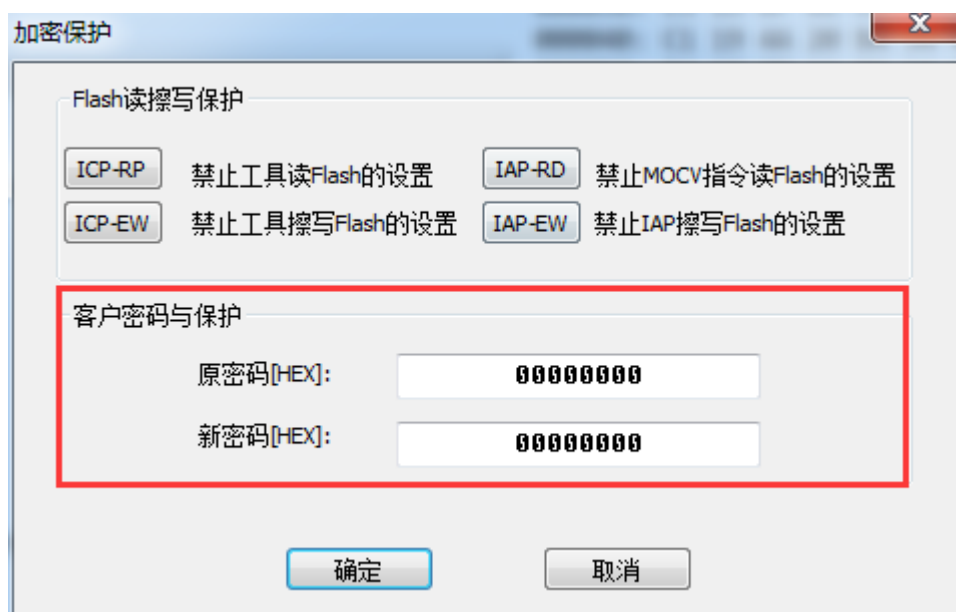 加密保护
Flash读擦写保护
ICP-RP 禁止工具读Flash的设置 IAP-RD 禁止MOCV指令读Flash的设置
ICP-EW 禁止工具擦写Flash的设置 IAP-EW 禁止IAP擦写Flash的设置
客户密码与保护
原密码[HEX]: 00000000
新密码[HEX]: 00000000
确定 取消